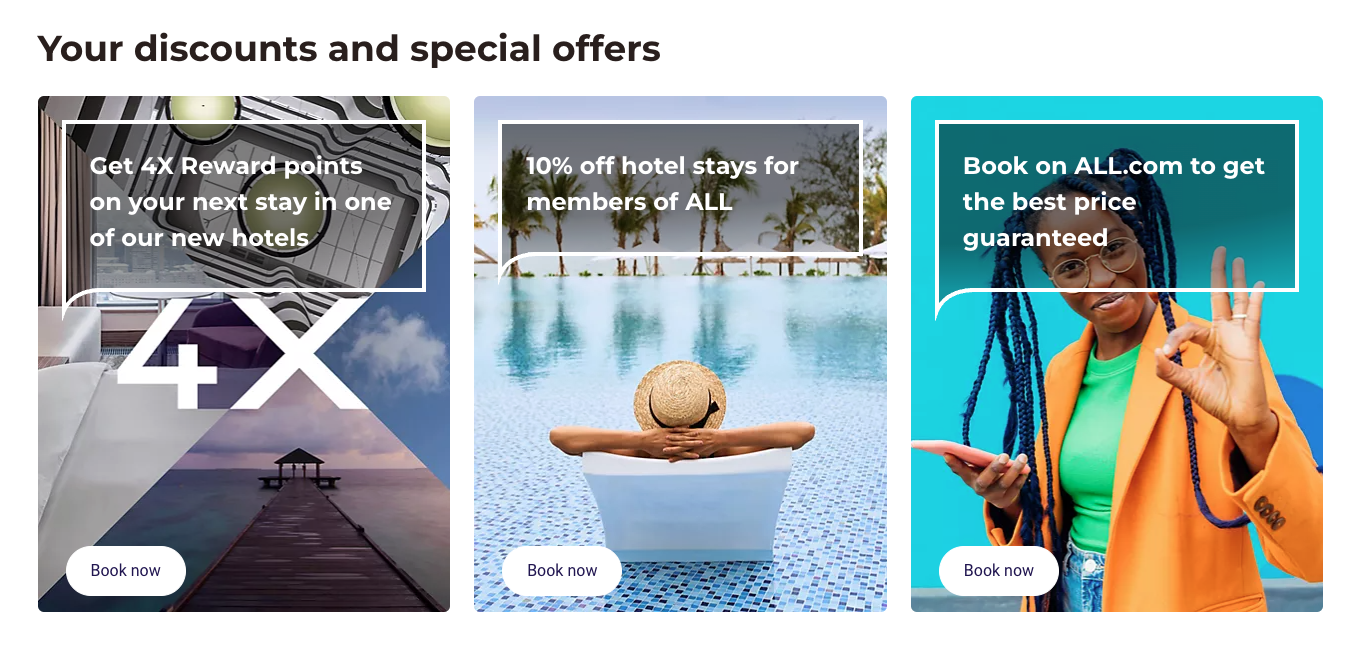 Your discounts and special offers
Get 4X Reward points
on your next stay in one
of our new hotels
4X
Book now
10% off hotel stays for
members of ALL
Book now
Book on ALL.com to get
the best price
guaranteed
Book now